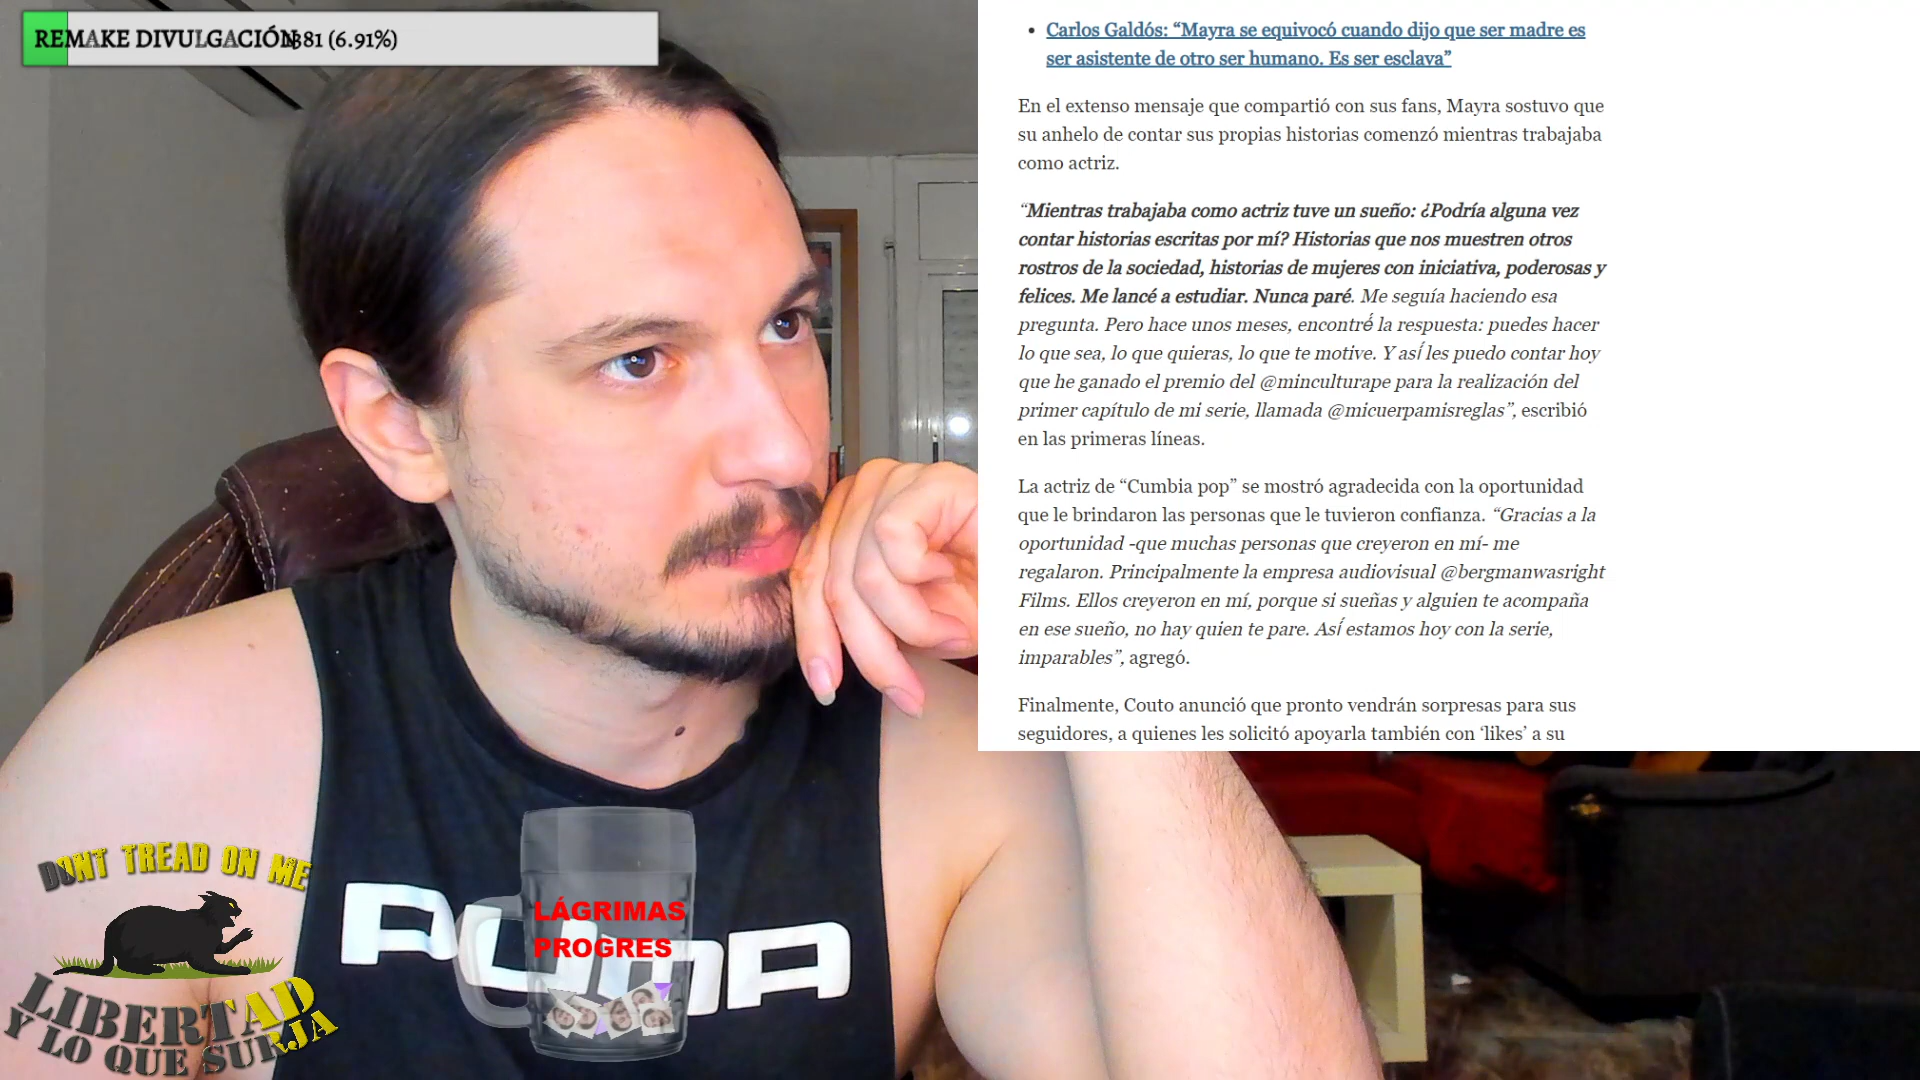 REMAKE DIVULGACIÓN
381 (6.91%)
Carlos Galdós: “Mayra se equivocó cuando dijo que ser madre es
ser asistente de otro ser humano. Es ser esclava”
En el extenso mensaje que compartió con sus fans, Mayra sostuvo que
su anhelo de contar sus propias historias comenzó mientras trabajaba
como actriz.
“Mientras trabajaba como actriz tuve un sueño: ¿Podría alguna vez
contar historias escritas por mí? Historias que nos muestren otros
rostros de la sociedad, historias de mujeres con iniciativa, poderosas y
felices. Me lancé a estudiar. Nunca paré. Me seguía haciendo esa
pregunta. Pero hace unos meses, encontré la respuesta: puedes hacer
lo que sea, lo que quieras, lo que te motive. Y así les puedo contar hoy
que he ganado el premio del @minculturape para la realización del
primer capítulo de mi serie, llamada @micuerpamisreglas”, escribió
en las primeras líneas.
La actriz de “Cumbia pop” se mostró agradecida con la oportunidad
que le brindaron las personas que le tuvieron confianza. “Gracias a la
oportunidad -que muchas personas que creyeron en mí- me
regalaron. Principalmente la empresa audiovisual @bergmanwasright
Films. Ellos creyeron en mí, porque si sueñas y alguien te acompaña
en ese sueño, no hay quien te pare. Así estamos hoy con la serie,
imparables”, agregó.
Finalmente, Couto anunció que pronto vendrán sorpresas para sus
seguidores, a quienes les solicitó apoyarla también con ‘likes’ a su
DONT TREAD ON ME
LIBERTAD
Y LO QUE SURJA
LÁGRIMAS
PROGRES
PUMA